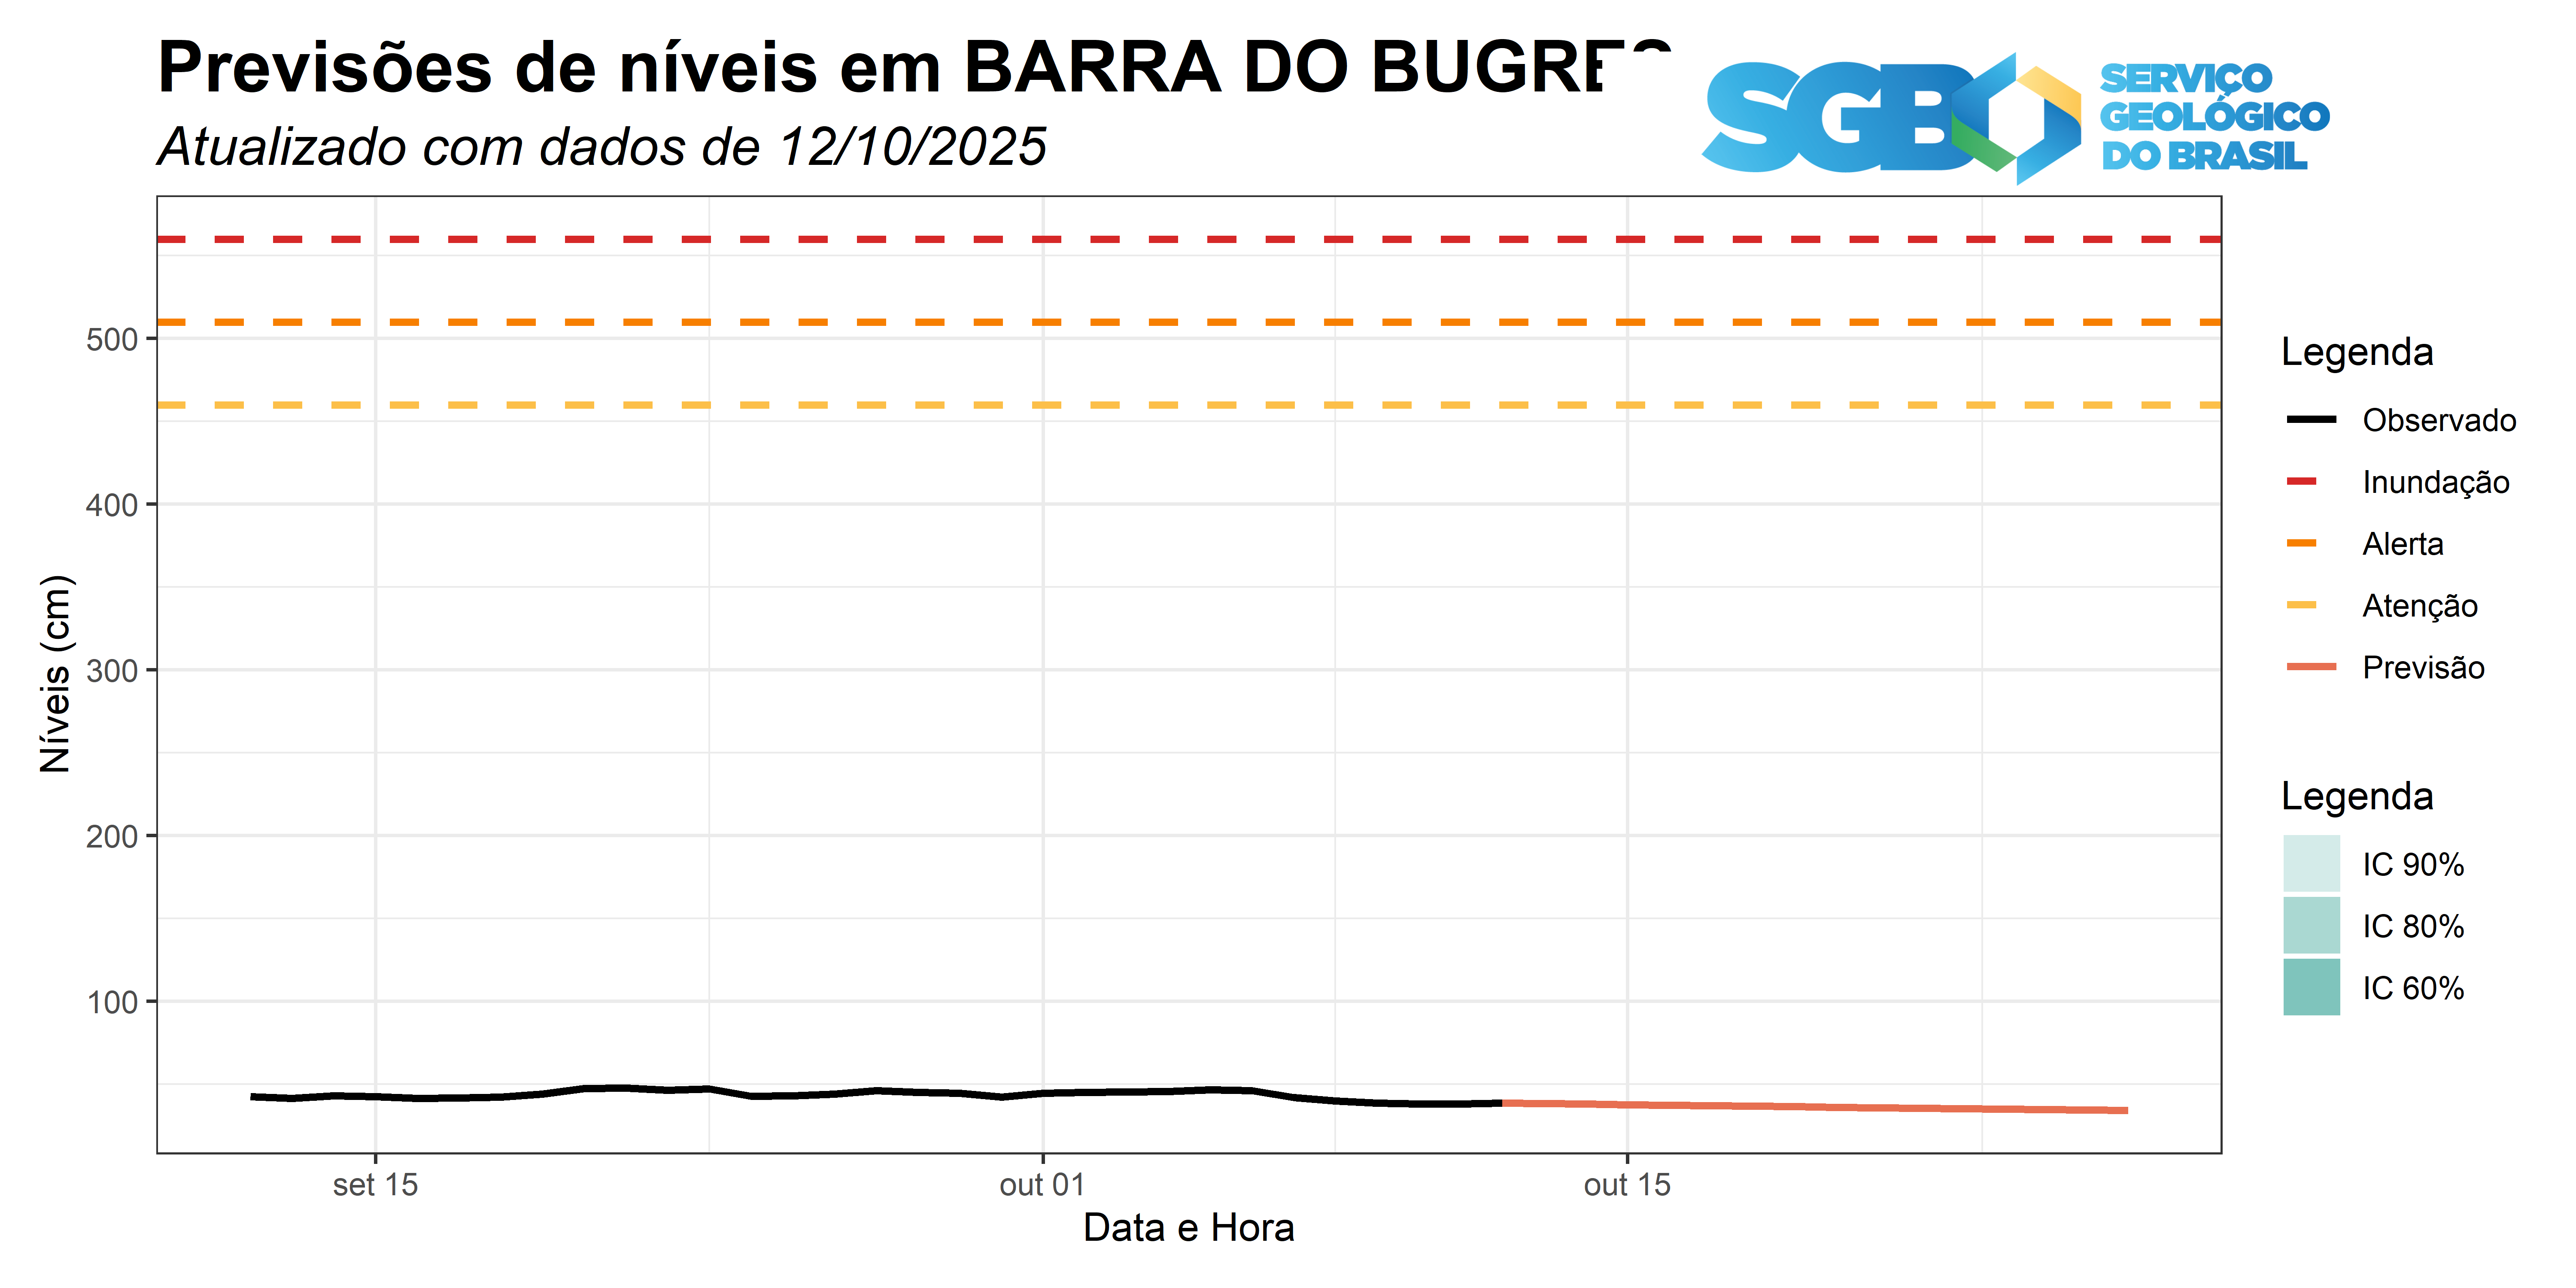 Previsões de níveis em BARRA DO BUGRES
Atualizado com dados de 12/10/2025
SGB
SERVIÇO
GEOLÓGICO
DO BRASIL
Níveis (cm)
500
400
300
200
100
set 15
out 01
out 15
Data e Hora
Legenda
Observado
Inundação
Alerta
Atenção
Previsão
Legenda
IC 90%
IC 80%
IC 60%